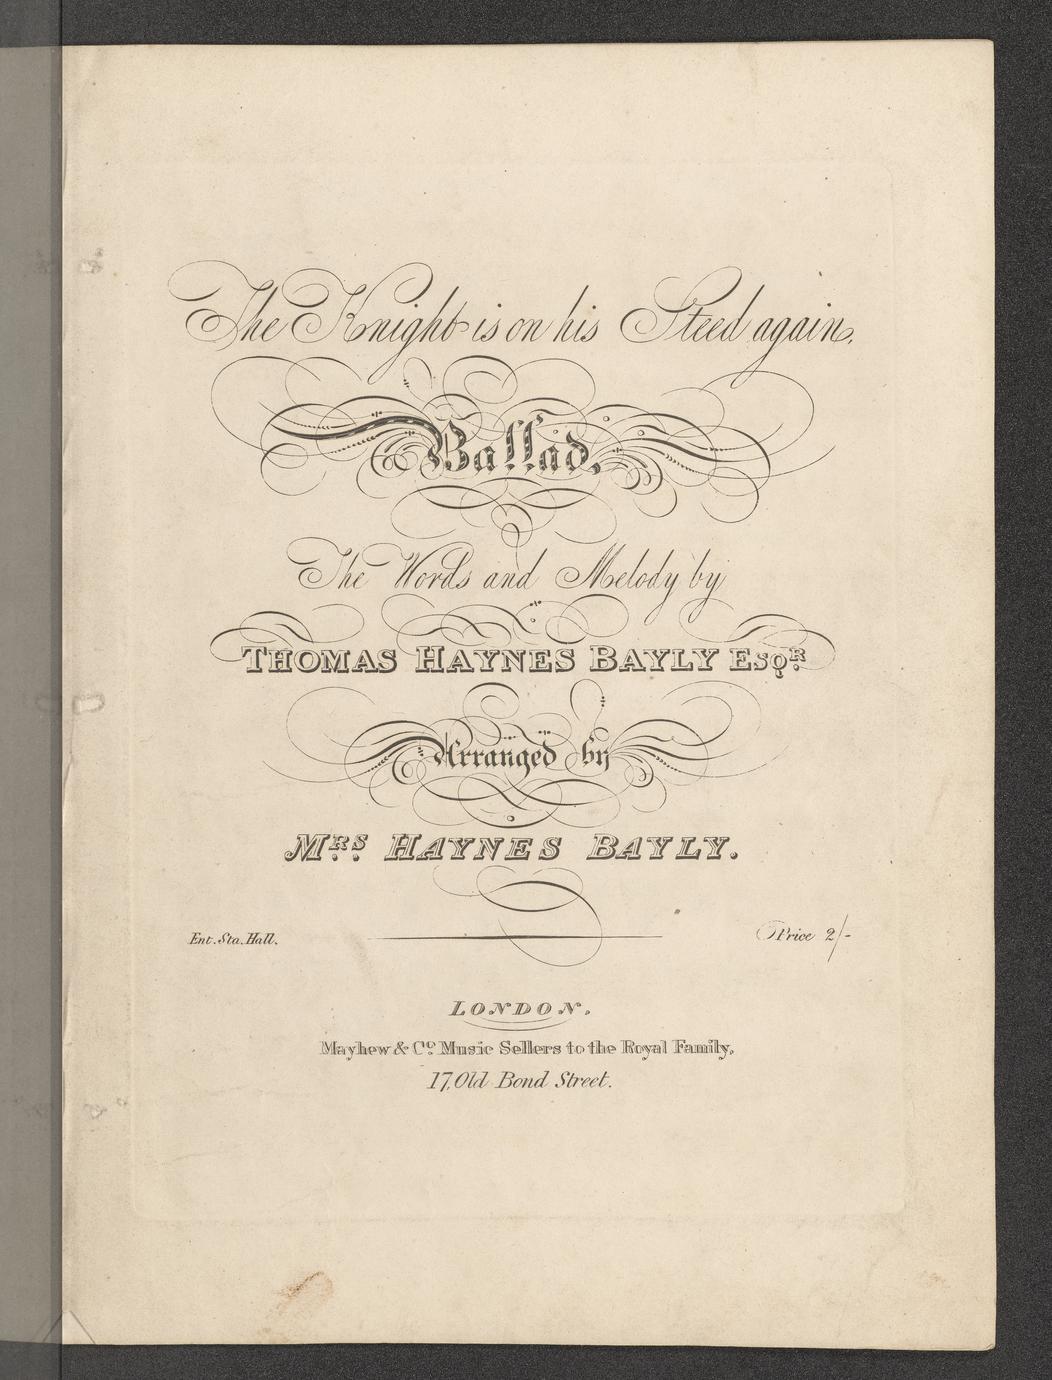 The Knight is on his Steed again,
Ballad,
The Words and Melody by
THOMAS HAYNES BAYLY ESQR.
Arranged by
MRS. HAYNES BAYLY.
Ent. Sta. Hall.
Price 2/-
LONDON.
Mayhew & Co. Music Sellers to the Royal Family,
17, Old Bond Street.